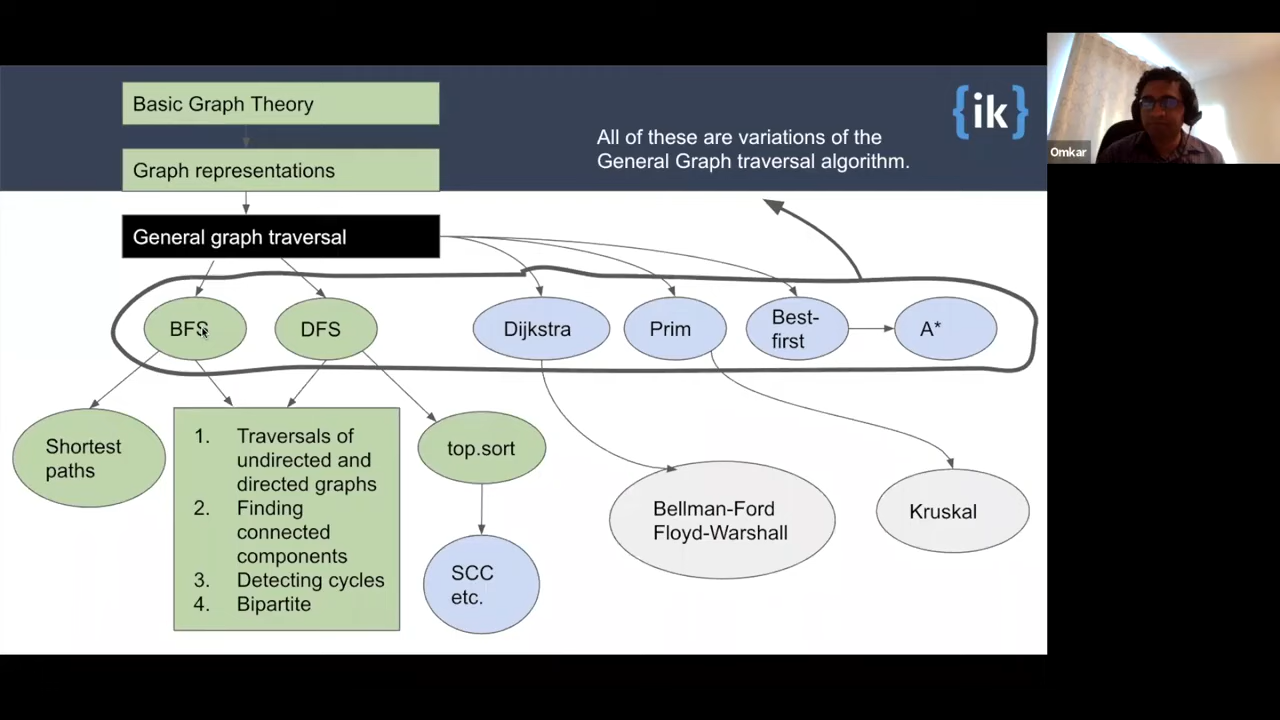 Basic Graph Theory
Graph representations
General graph traversal
All of these are variations of the
General Graph traversal algorithm.
{ik}
Omkar
BFS
DFS
Dijkstra
Prim
Best-
first
A*
Shortest
paths
1. Traversals of
undirected and
directed graphs
2. Finding
connected
components
3. Detecting cycles
4. Bipartite
top.sort
SCC
etc.
Bellman-Ford
Floyd-Warshall
Kruskal